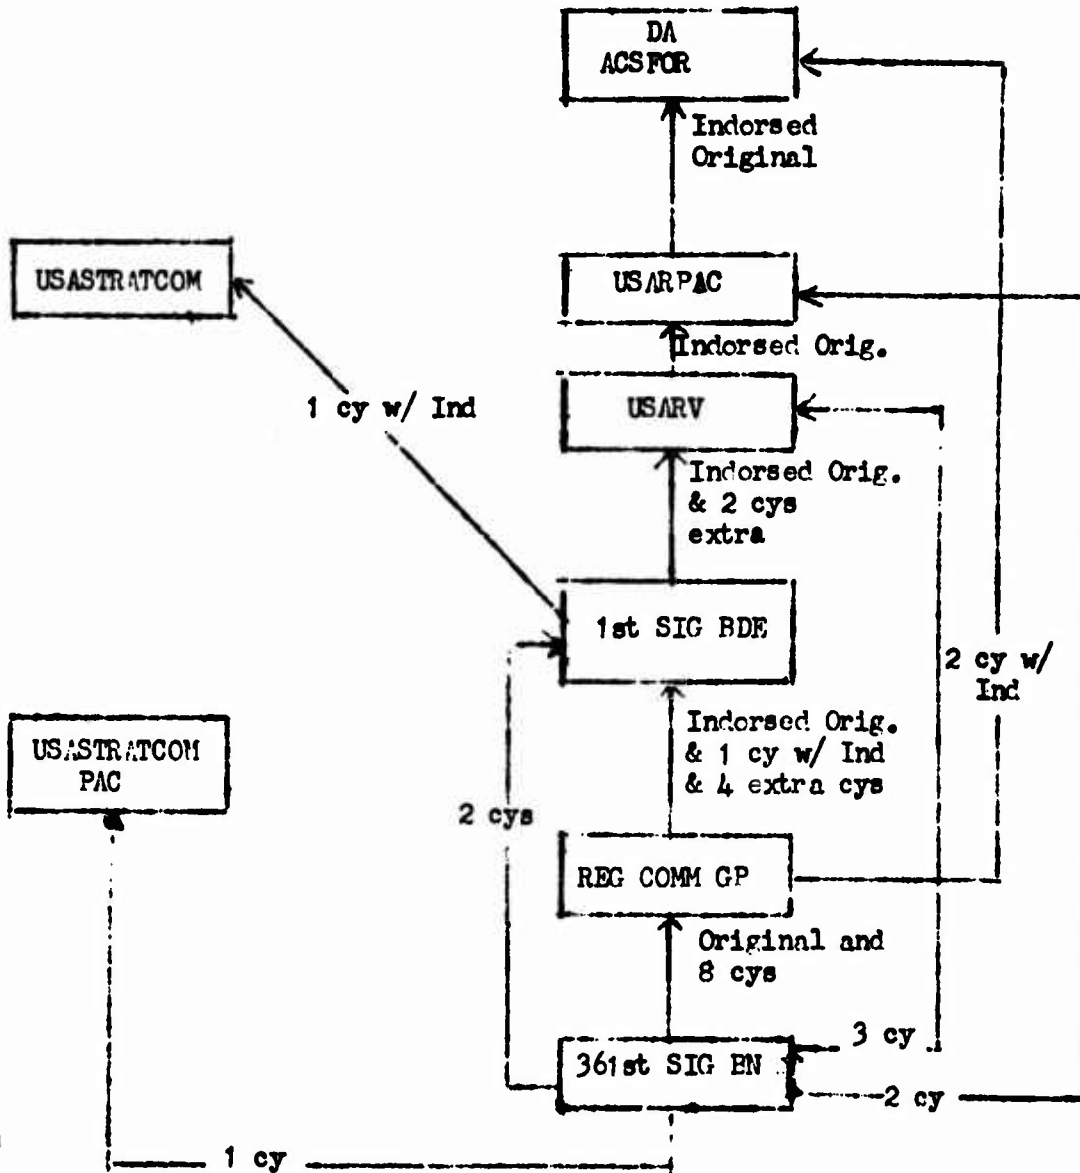 DA
ACSFOR
Indorsed
Original
USASTRATCOM
USARPAC
Indorsed Orig.
1 cy w/ Ind
USARV
Indorsed Orig.
& 2 cys
extra
1st SIG BDE
2 cy w/
Ind
USASTRATCOM
PAC
Indorsed Orig.
& 1 cy w/ Ind
& 4 extra cys
2 cys
REG COMM GP
Original and
8 cys
361st SIG BN
3 cy
2 cy
1 cy